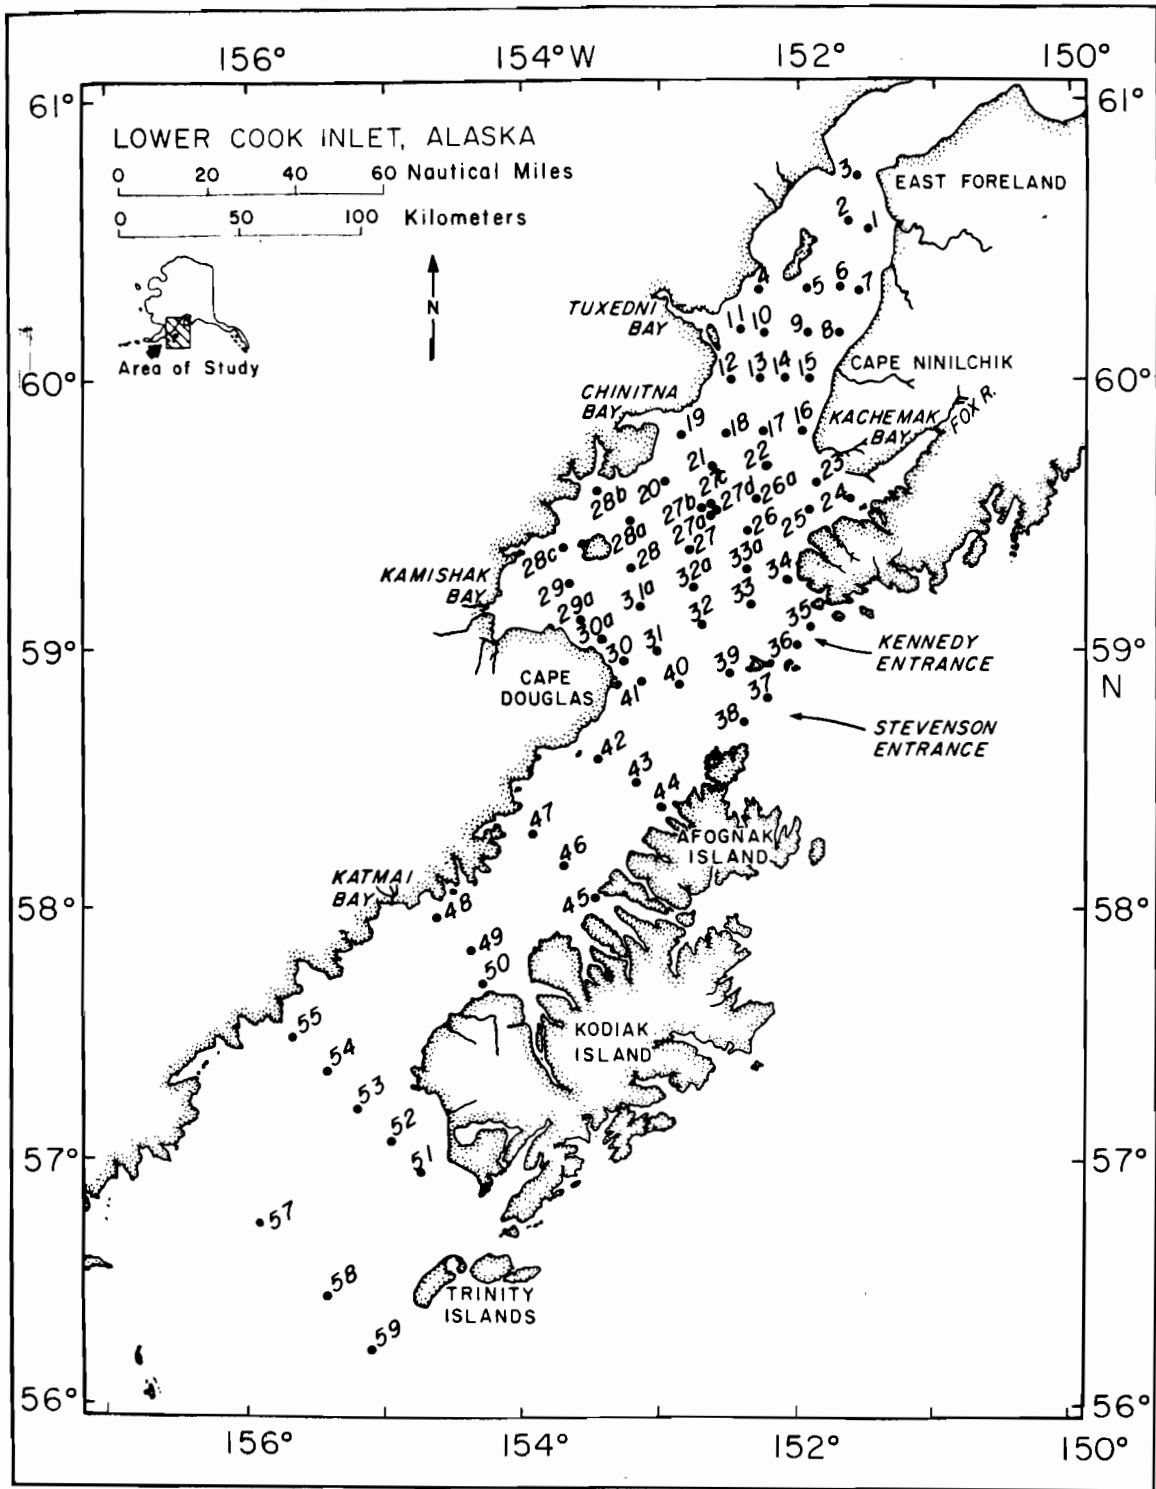 156° 154°W 152° 150°
61° 61°
LOWER COOK INLET, ALASKA
0 20 40 60 Nautical Miles
0 50 100 Kilometers
N
Area of Study
3
EAST FORELAND
2 1
4 5 6 7
TUXEDNI
BAY
11 10 9 8
CAPE NINILCHIK
60° 60°
12 13 14 15
CHINITNA
BAY
KACHEMAK
BAY
FOX R.
19 18 17 16
21 22 23
28b 20 27b 27c 27d 26a 24
28c 28a 27a 27 26 25
KAMISHAK
BAY
29 28 32a 33a 34
29a 31a 33
30a 32 35
30 31 36
KENNEDY
ENTRANCE
59° 59°
N
CAPE
DOUGLAS
41 40 39 37
38
STEVENSON
ENTRANCE
42
43
44
47
46
AFOGNAK
ISLAND
KATMAI
BAY
58° 58°
48 45
49
50
55
54
KODIAK
ISLAND
53
52
51
57° 57°
57
58
TRINITY
ISLANDS
59
56° 56°
156° 154° 152° 150°